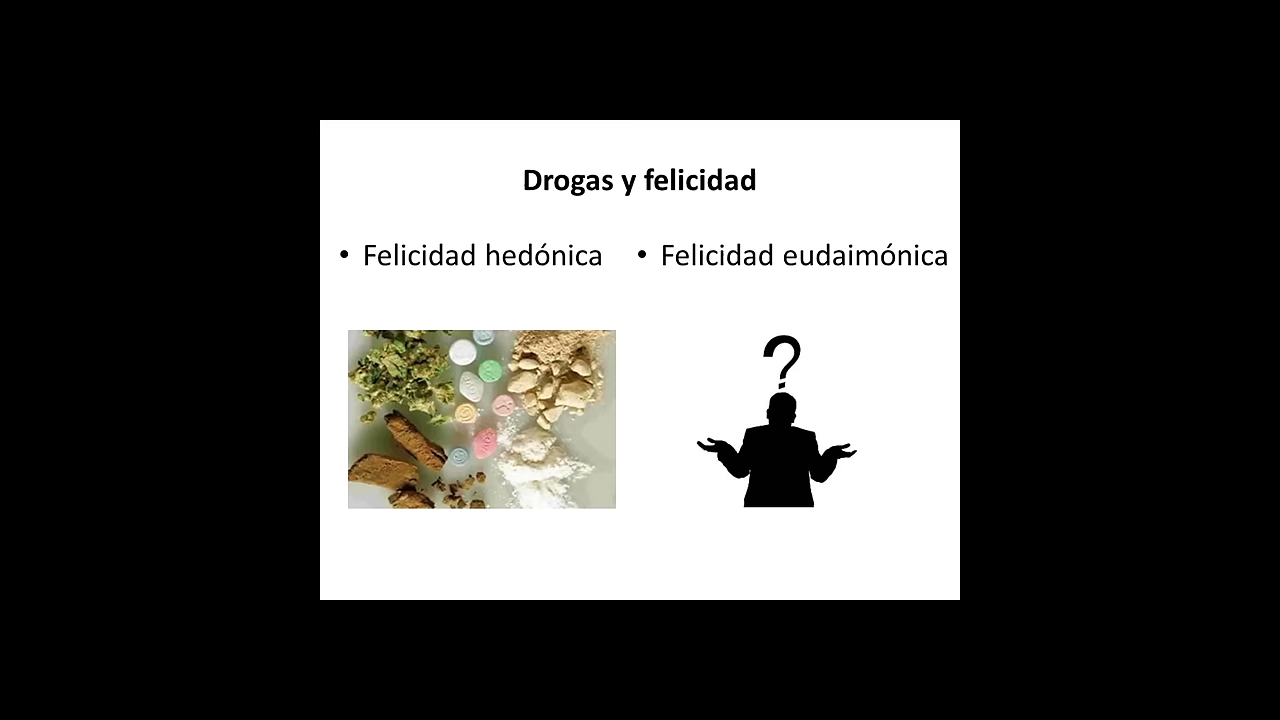 Drogas y felicidad
• Felicidad hedónica
• Felicidad eudaimónica
?